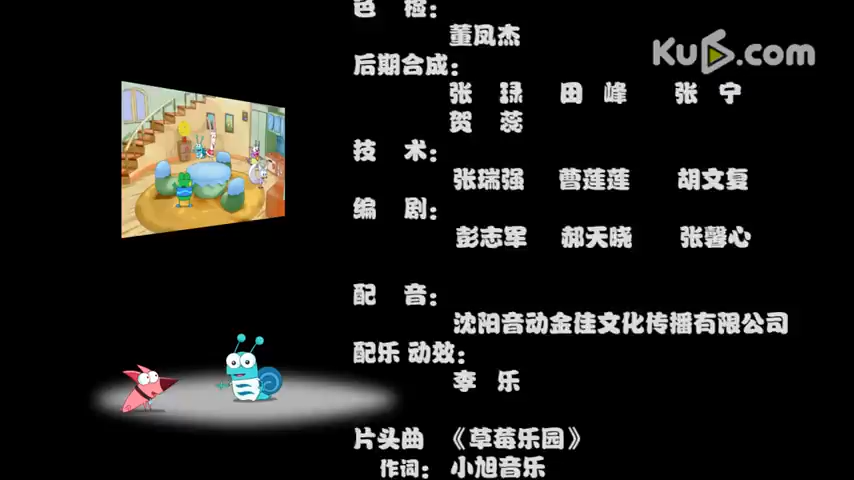 色 检:
Ku6.com
董凤杰
后期合成:
张 琭 田 峰 张 宁
贺 蕊
技 术:
张瑞强 曹莲莲 胡文复
编 剧:
彭志军 郝天晓 张馨心
配 音:
沈阳音动金佳文化传播有限公司
配乐 动效:
李 乐
片头曲 《草莓乐园》
作词: 小旭音乐